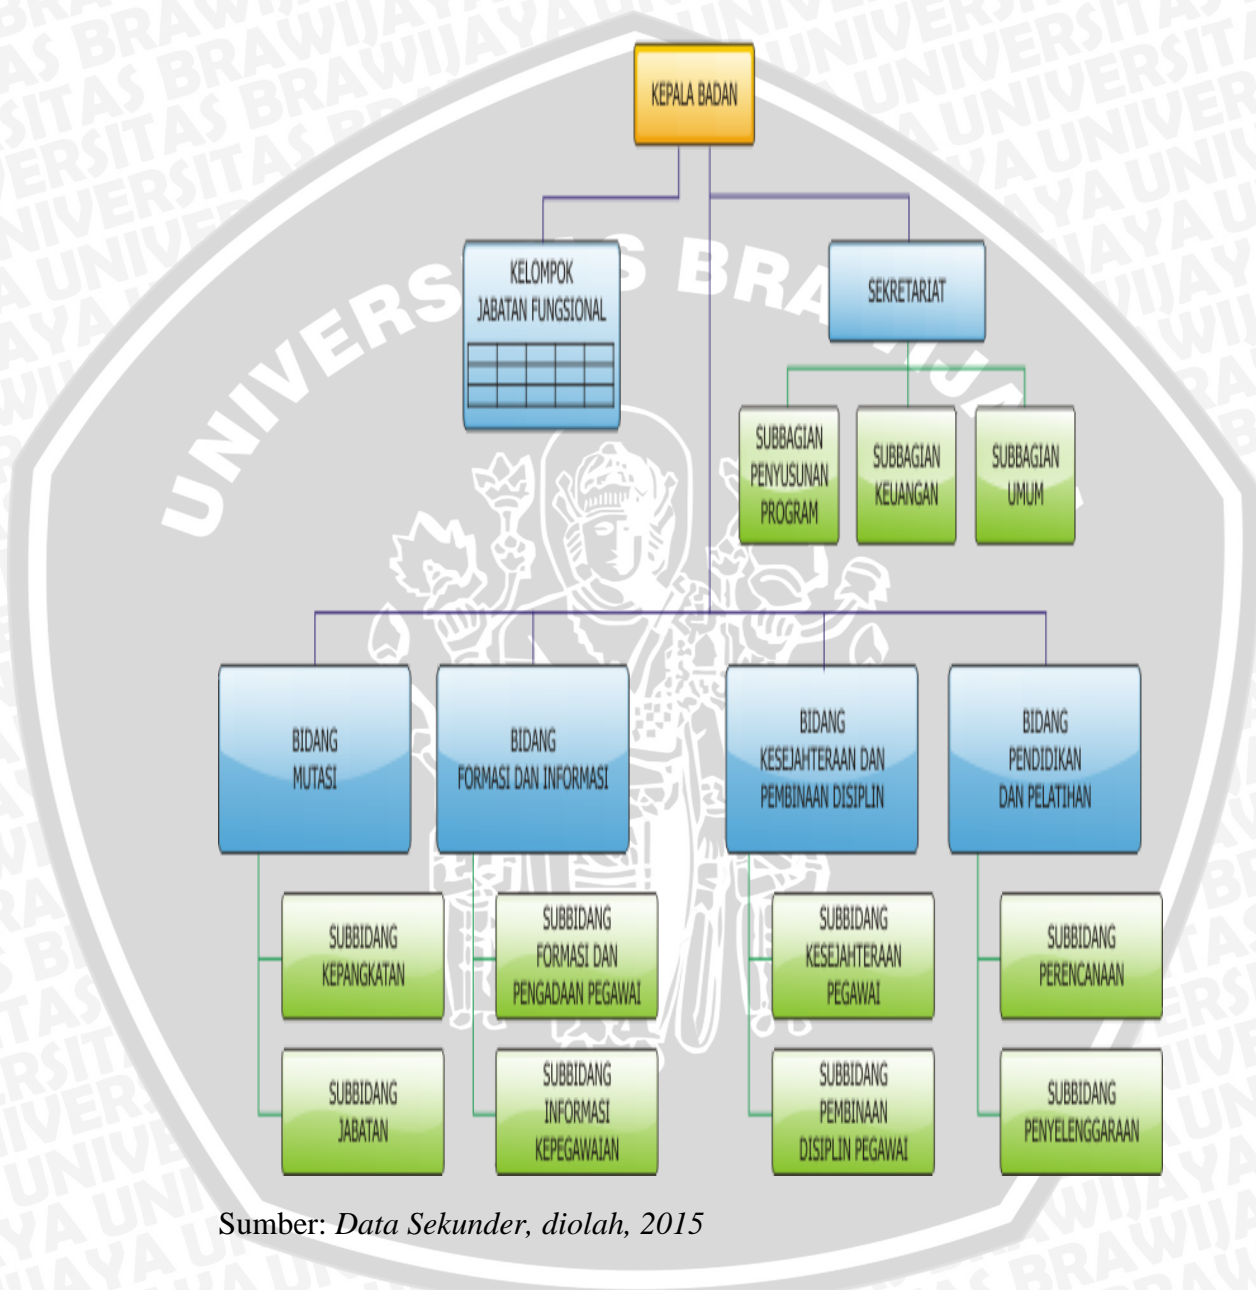 KEPALA BADAN
KELOMPOK
JABATAN FUNGSIONAL
SEKRETARIAT
SUBBAGIAN
PENYUSUNAN
PROGRAM
SUBBAGIAN
KEUANGAN
SUBBAGIAN
UMUM
BIDANG
MUTASI
BIDANG
FORMASI DAN INFORMASI
BIDANG
KESEJAHTERAAN DAN
PEMBINAAN DISIPLIN
BIDANG
PENDIDIKAN
DAN PELATIHAN
SUBBIDANG
KEPANGKATAN
SUBBIDANG
FORMASI DAN
PENGADAAN PEGAWAI
SUBBIDANG
KESEJAHTERAAN
PEGAWAI
SUBBIDANG
PERENCANAAN
SUBBIDANG
JABATAN
SUBBIDANG
INFORMASI
KEPEGAWAIAN
SUBBIDANG
PEMBINAAN
DISIPLIN PEGAWAI
SUBBIDANG
PENYELENGGARAAN
Sumber: Data Sekunder, diolah, 2015